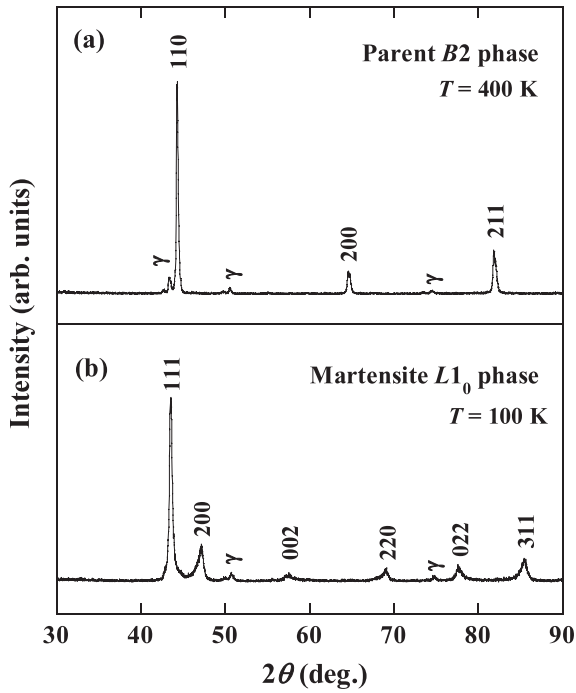 (a)
Parent B2 phase
T = 400 K
110
γ
γ
200
γ
211
Intensity (arb. units)
(b)
Martensite L1₀ phase
T = 100 K
111
200
γ
002
220
γ
022
311
30 40 50 60 70 80 90
2θ (deg.)